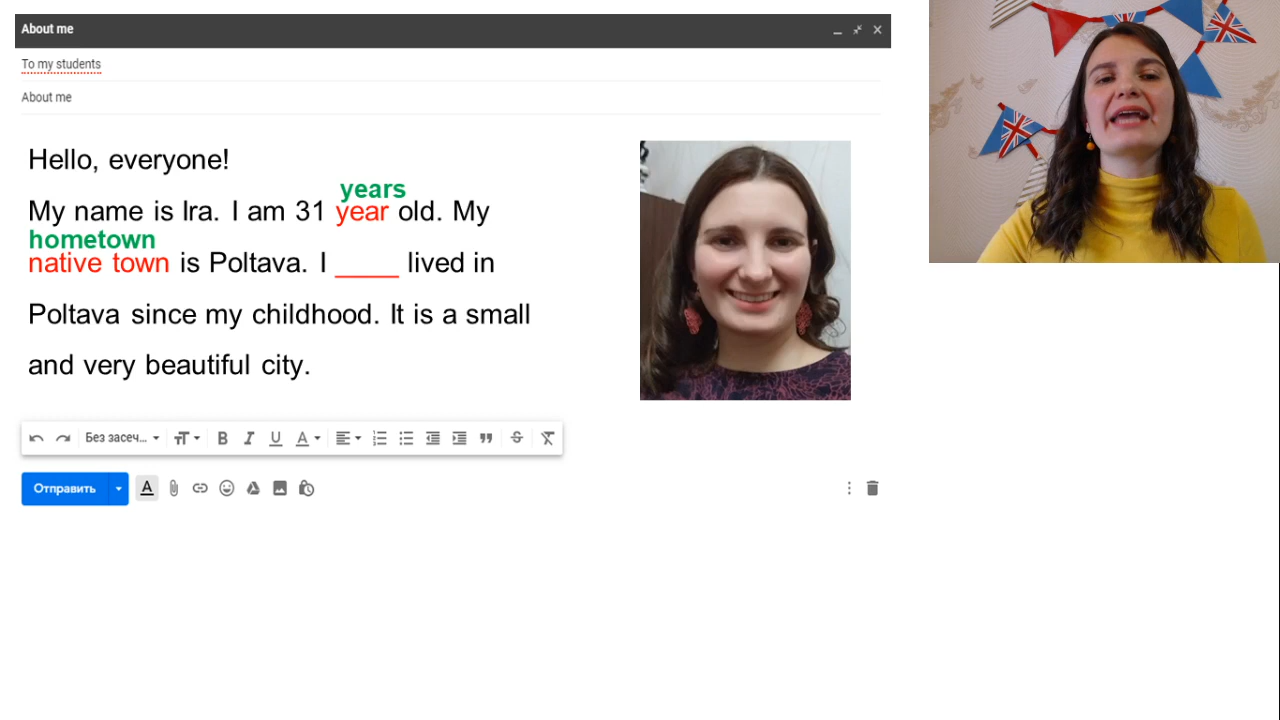 About me
To my students
About me
Hello, everyone!
years
My name is Ira. I am 31 year old. My
hometown
native town is Poltava. I _____ lived in
Poltava since my childhood. It is a small
and very beautiful city.
Без засеч...
Отправить